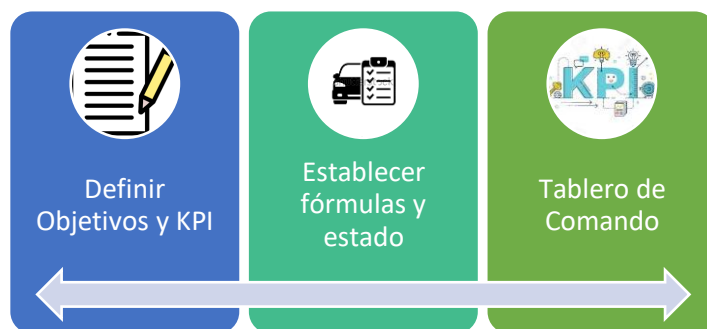 KPI
Definir
Objetivos y KPI
Establecer
fórmulas y
estado
Tablero de
Comando